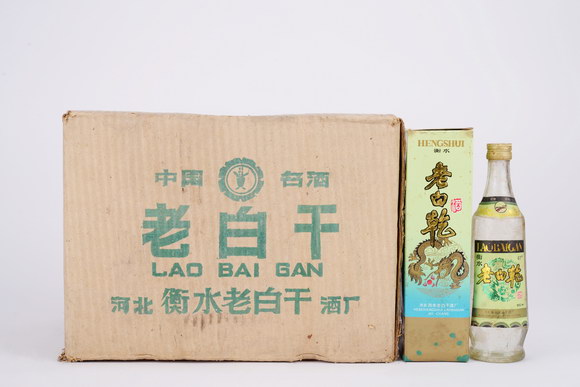 中国 名酒
老白干
LAO BAI GAN
河北 衡水老白干 酒厂
HENGSHUI
衡水
老白乾
LAOBAIGAN
衡水
老白乾